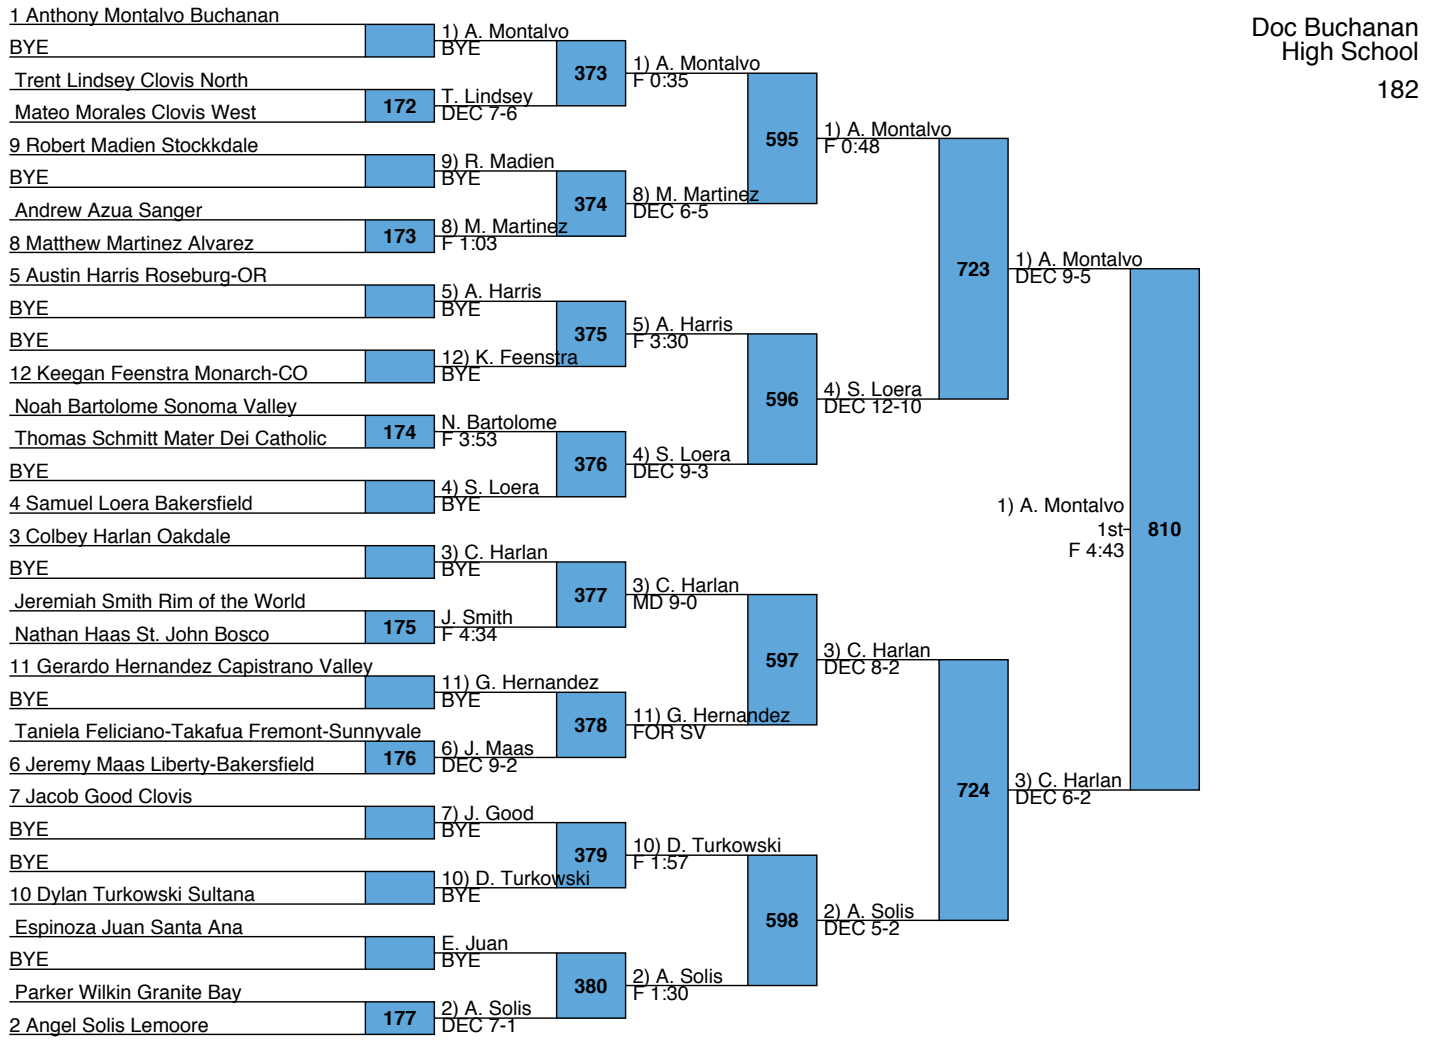 Doc Buchanan
High School
182
1 Anthony Montalvo Buchanan
BYE
Trent Lindsey Clovis North
172
Mateo Morales Clovis West
9 Robert Madien Stockkdale
BYE
Andrew Azua Sanger
173
8 Matthew Martinez Alvarez
5 Austin Harris Roseburg-OR
BYE
BYE
12 Keegan Feenstra Monarch-CO
Noah Bartolome Sonoma Valley
174
Thomas Schmitt Mater Dei Catholic
BYE
4 Samuel Loera Bakersfield
3 Colbey Harlan Oakdale
BYE
Jeremiah Smith Rim of the World
175
Nathan Haas St. John Bosco
11 Gerardo Hernandez Capistrano Valley
BYE
Taniela Feliciano-Takafua Fremont-Sunnyvale
176
6 Jeremy Maas Liberty-Bakersfield
7 Jacob Good Clovis
BYE
BYE
10 Dylan Turkowski Sultana
Espinoza Juan Santa Ana
BYE
Parker Wilkin Granite Bay
177
2 Angel Solis Lemoore
1) A. Montalvo
BYE
373
T. Lindsey
DEC 7-6
9) R. Madien
BYE
374
8) M. Martinez
F 1:03
5) A. Harris
BYE
375
12) K. Feenstra
BYE
N. Bartolome
F 3:53
376
4) S. Loera
BYE
3) C. Harlan
BYE
377
J. Smith
F 4:34
11) G. Hernandez
BYE
378
6) J. Maas
DEC 9-2
7) J. Good
BYE
379
10) D. Turkowski
BYE
E. Juan
BYE
380
2) A. Solis
DEC 7-1
1) A. Montalvo
F 0:35
595
8) M. Martinez
DEC 6-5
5) A. Harris
F 3:30
596
4) S. Loera
DEC 9-3
3) C. Harlan
MD 9-0
597
11) G. Hernandez
FOR SV
10) D. Turkowski
F 1:57
598
2) A. Solis
F 1:30
1) A. Montalvo
F 0:48
723
4) S. Loera
DEC 12-10
3) C. Harlan
DEC 8-2
724
2) A. Solis
DEC 5-2
1) A. Montalvo
DEC 9-5
810
3) C. Harlan
DEC 6-2
1) A. Montalvo
1st
F 4:43